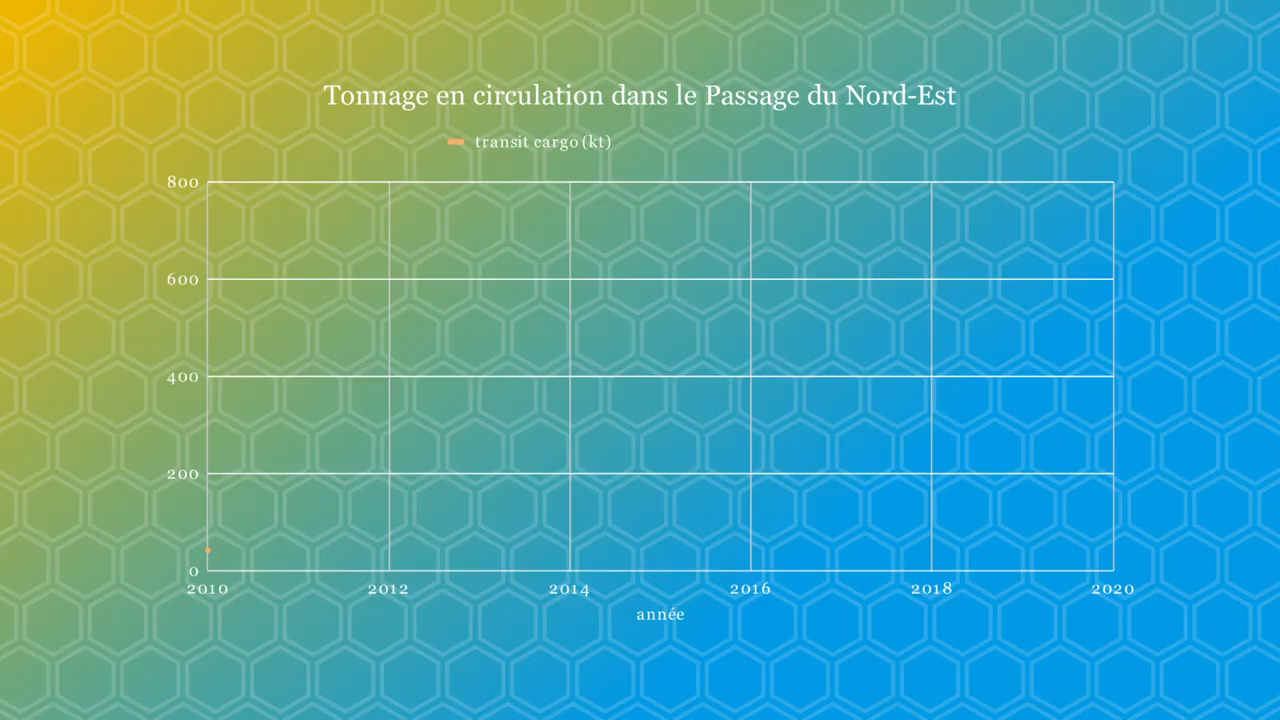 Tonnage en circulation dans le Passage du Nord-Est
transit cargo (kt)
800
600
400
200
0
2010 2012 2014 2016 2018 2020
année